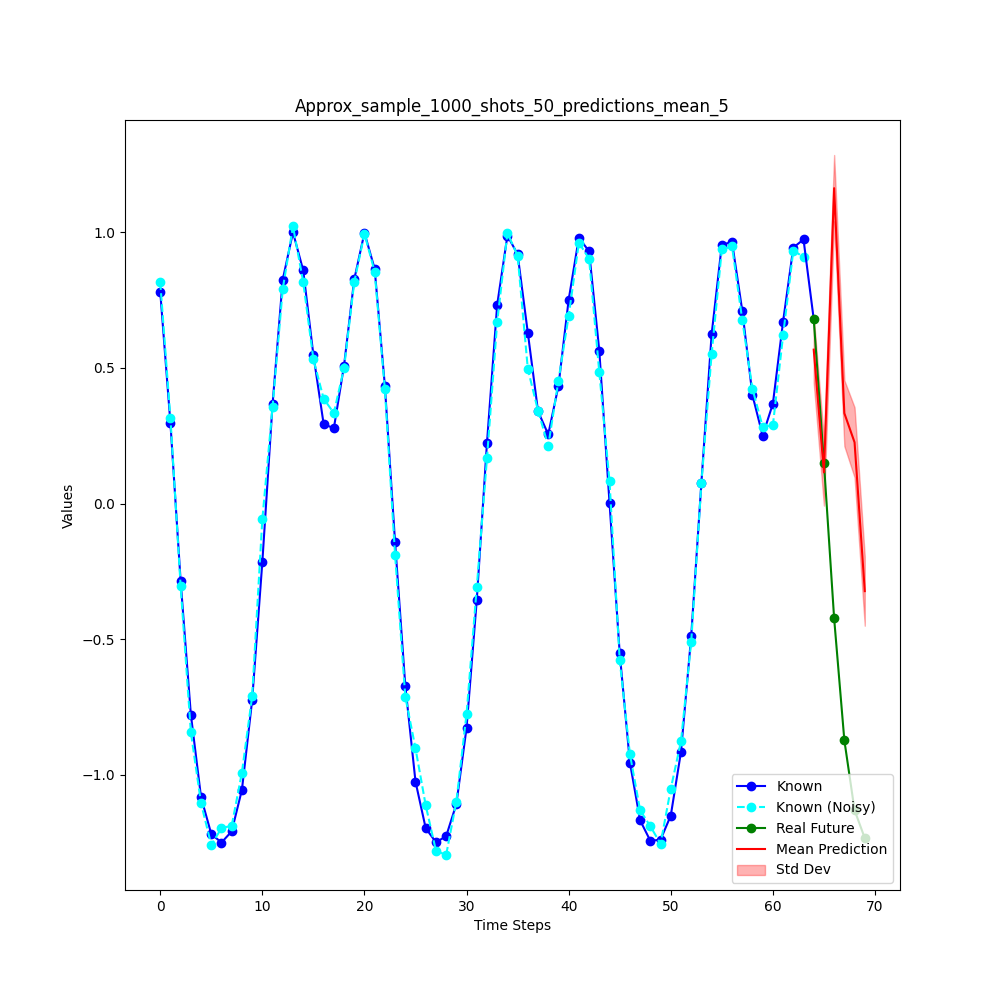 Approx_sample_1000_shots_50_predictions_mean_5
1.0
0.5
0.0
−0.5
−1.0
Values
0 10 20 30 40 50 60 70
Time Steps
Known
Known (Noisy)
Real Future
Mean Prediction
Std Dev